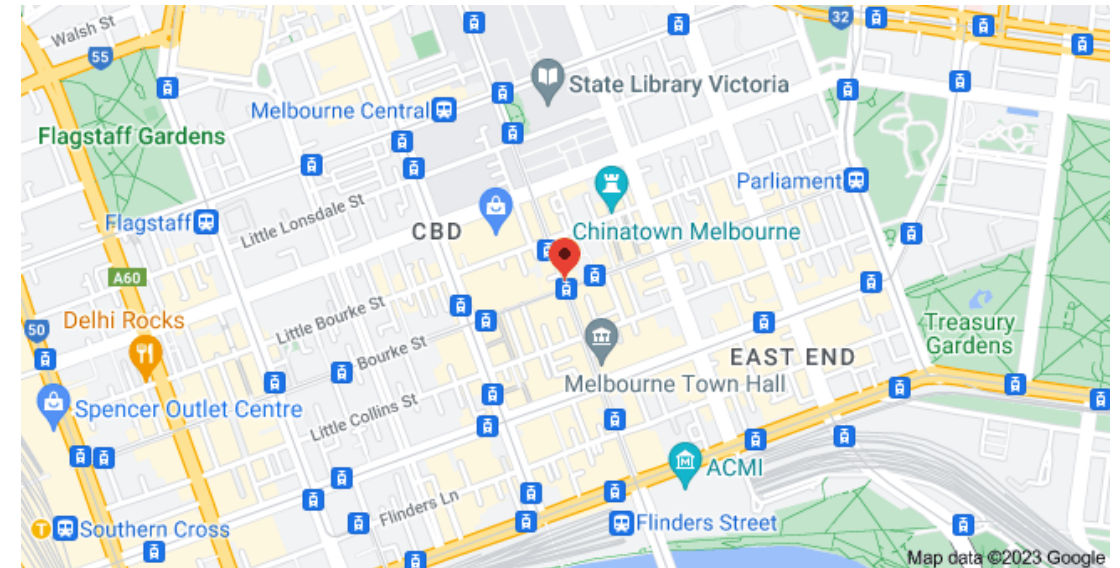 Walsh St
32
55
State Library Victoria
Melbourne Central
Flagstaff Gardens
Parliament
Little Lonsdale St
Flagstaff
CBD
Chinatown Melbourne
A60
Little Bourke St
50
Delhi Rocks
Bourke St
Treasury
Gardens
EAST END
Melbourne Town Hall
Spencer Outlet Centre
Little Collins St
ACMI
M
Flinders Ln
T
Southern Cross
Flinders Street
Map data ©2023 Google